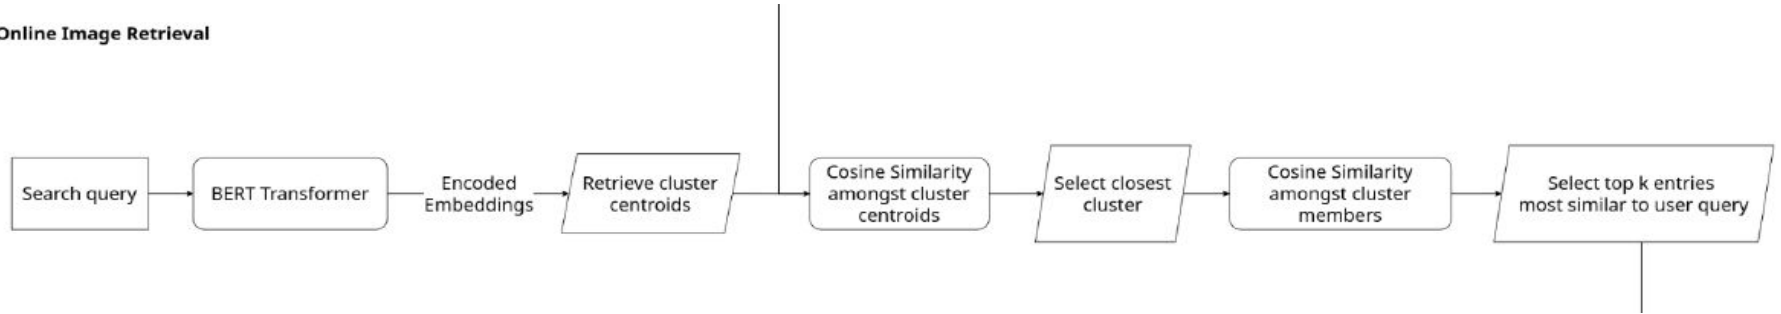 Online Image Retrieval
Search query
BERT Transformer
Encoded
Embeddings
Retrieve cluster
centroids
Cosine Similarity
amongst cluster
centroids
Select closest
cluster
Cosine Similarity
amongst cluster
members
Select top k entries
most similar to user query